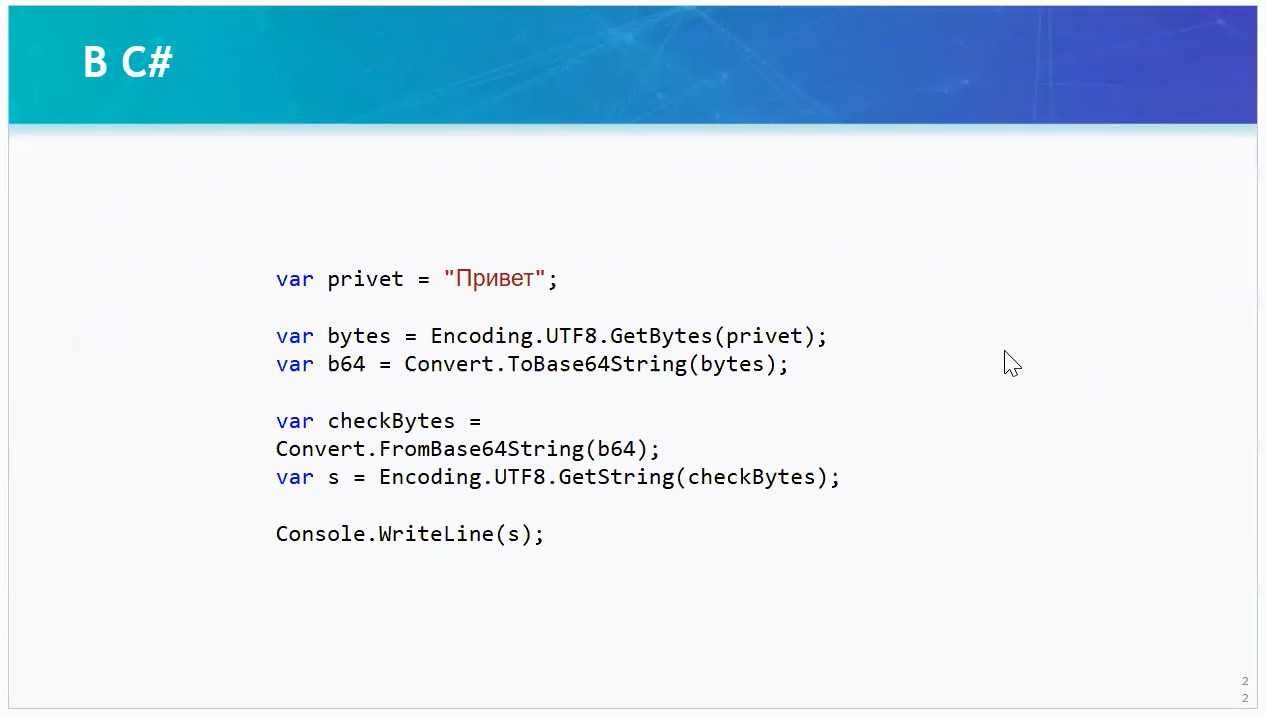 В C#
var privet = "Привет";
var bytes = Encoding.UTF8.GetBytes(privet);
var b64 = Convert.ToBase64String(bytes);
var checkBytes =
Convert.FromBase64String(b64);
var s = Encoding.UTF8.GetString(checkBytes);
Console.WriteLine(s);
2
2